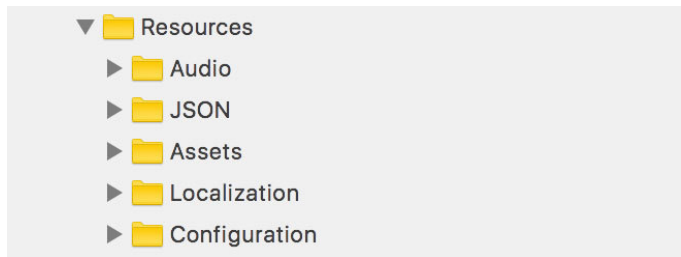 Resources
Audio
JSON
Assets
Localization
Configuration